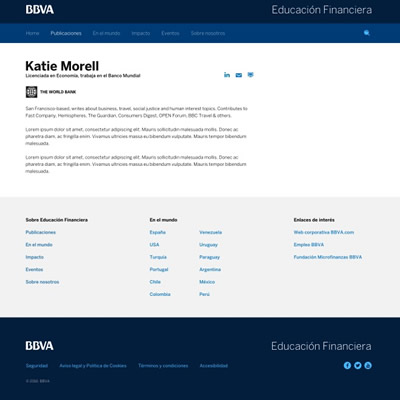 BBVA
Educación Financiera
Home Publicaciones En el mundo Impacto Eventos Sobre nosotros
Katie Morell
Licenciada en Economía, trabaja en el Banco Mundial
THE WORLD BANK
San Francisco-based, writes about business, travel, social justice and human interest topics. Contributes to
Fast Company, Hemispheres, The Guardian, Consumers Digest, OPEN Forum, BBC Travel & others.
Lorem ipsum dolor sit amet, consectetur adipiscing elit. Mauris sollicitudin malesuada mollis. Donec ac
pharetra diam, ac fringilla enim. Vivamus ultricies massa eu bibendum vulputate. Mauris tempor bibendum
malesuada.
Lorem ipsum dolor sit amet, consectetur adipiscing elit. Mauris sollicitudin malesuada mollis. Donec ac
pharetra diam, ac fringilla enim. Vivamus ultricies massa eu bibendum vulputate. Mauris tempor bibendum
malesuada.
Sobre Educación Financiera
Publicaciones
En el mundo
Impacto
Eventos
Sobre nosotros
En el mundo
España
USA
Turquía
Portugal
Chile
Colombia
Venezuela
Uruguay
Paraguay
Argentina
México
Perú
Enlaces de interés
Web corporativa BBVA.com
Empleo BBVA
Fundación Microfinances BBVA
BBVA
Educación Financiera
Seguridad Aviso legal y Política de Cookies Términos y condiciones Accesibilidad